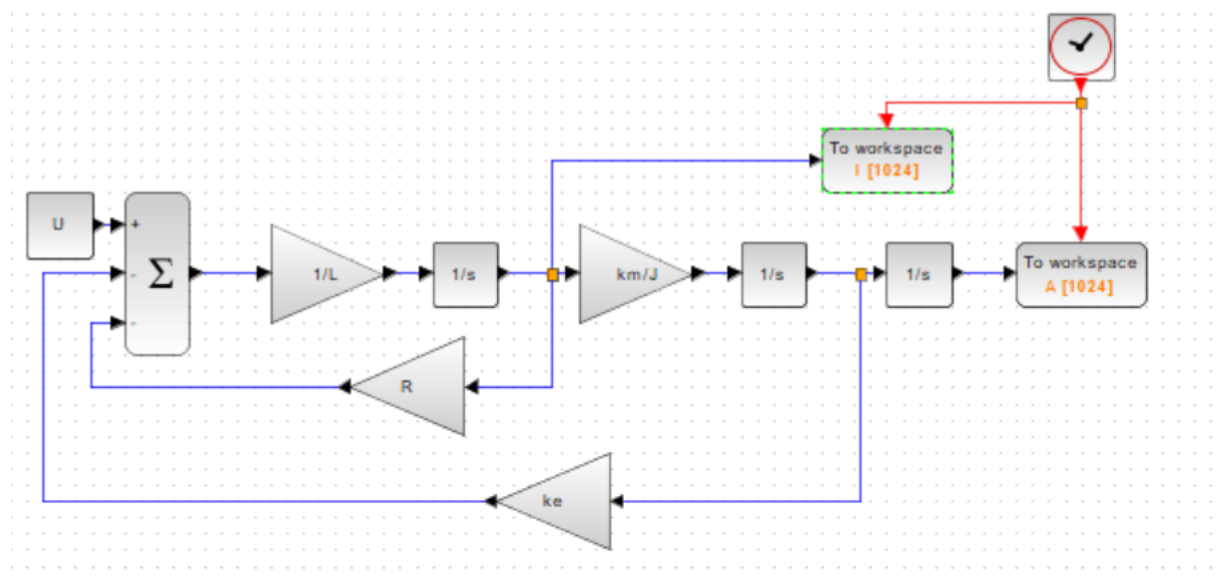 To workspace
I [1024]
U
+
-
-
Σ
1/L
1/s
km/J
1/s
1/s
To workspace
A [1024]
R
ke